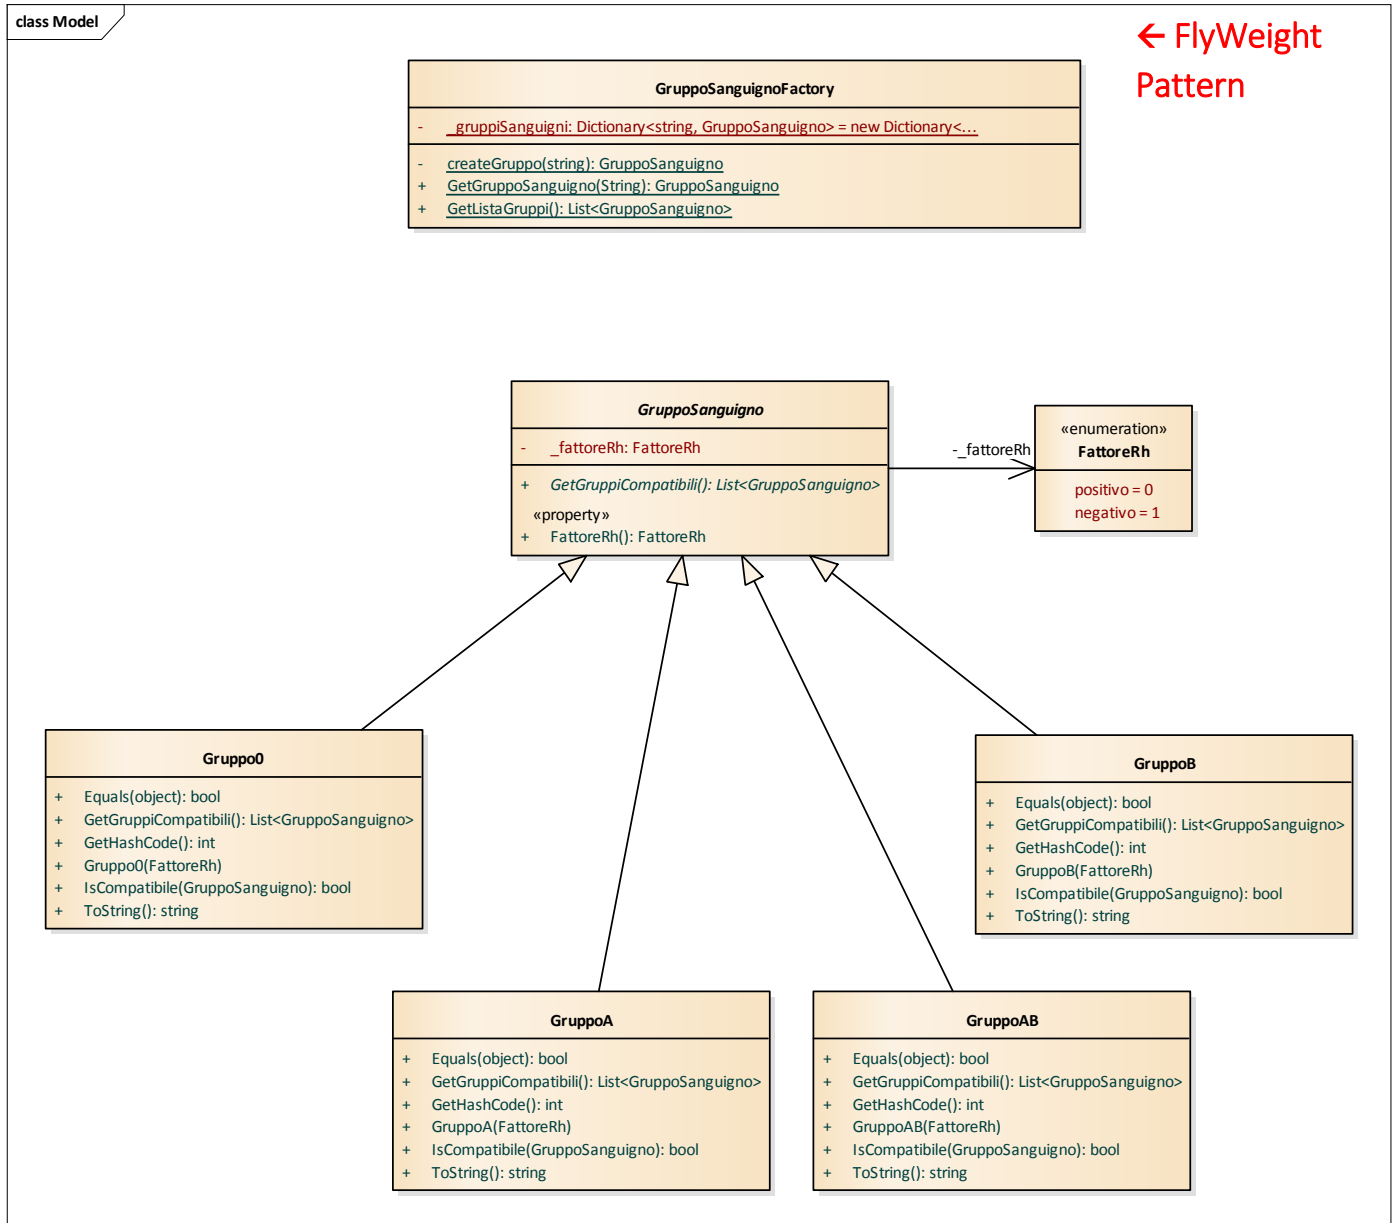 class Model
← FlyWeight
Pattern
GruppoSanguignoFactory
- _gruppiSanguigni: Dictionary<string, GruppoSanguigno> = new Dictionary<...
- createGruppo(string): GruppoSanguigno
+ GetGruppoSanguigno(String): GruppoSanguigno
+ GetListaGruppi(): List<GruppoSanguigno>
GruppoSanguigno
- _fattoreRh: FattoreRh
+ GetGruppiCompatibili(): List<GruppoSanguigno>
«property»
+ FattoreRh(): FattoreRh
-_fattoreRh
«enumeration»
FattoreRh
positivo = 0
negativo = 1
Gruppo0
+ Equals(object): bool
+ GetGruppiCompatibili(): List<GruppoSanguigno>
+ GetHashCode(): int
+ Gruppo0(FattoreRh)
+ IsCompatibile(GruppoSanguigno): bool
+ ToString(): string
GruppoB
+ Equals(object): bool
+ GetGruppiCompatibili(): List<GruppoSanguigno>
+ GetHashCode(): int
+ GruppoB(FattoreRh)
+ IsCompatibile(GruppoSanguigno): bool
+ ToString(): string
GruppoA
+ Equals(object): bool
+ GetGruppiCompatibili(): List<GruppoSanguigno>
+ GetHashCode(): int
+ GruppoA(FattoreRh)
+ IsCompatibile(GruppoSanguigno): bool
+ ToString(): string
GruppoAB
+ Equals(object): bool
+ GetGruppiCompatibili(): List<GruppoSanguigno>
+ GetHashCode(): int
+ GruppoAB(FattoreRh)
+ IsCompatibile(GruppoSanguigno): bool
+ ToString(): string